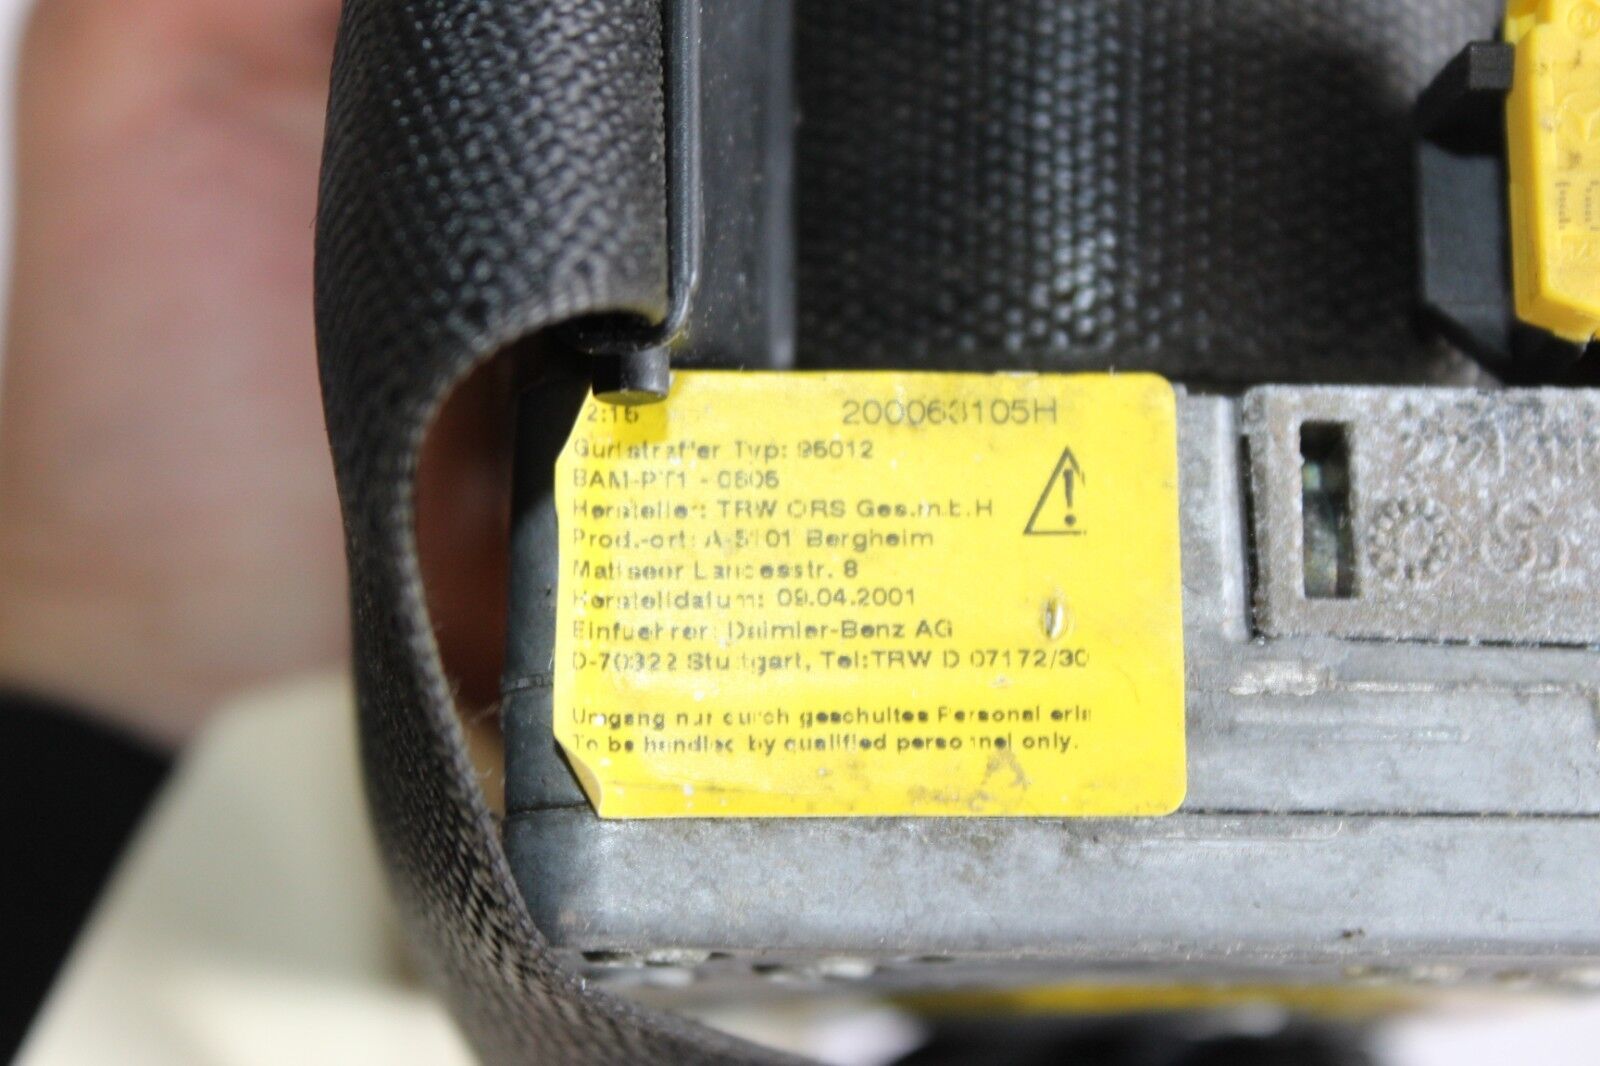 2:15 200063105H
Gurtstraffer Typ: 95012
BAM-PT1 - 0605
Hersteller: TRW ORS Ges.m.b.H
Prod.-ort: A-5101 Bergheim
Mattseer Landesstr. 8
Herstelldatum: 09.04.2001
Einfuehrer: Daimler-Benz AG
D-70322 Stuttgart, Tel:TRW D 07172/30
Umgang nur durch geschultes Personal
To be handled by qualified personnel only.